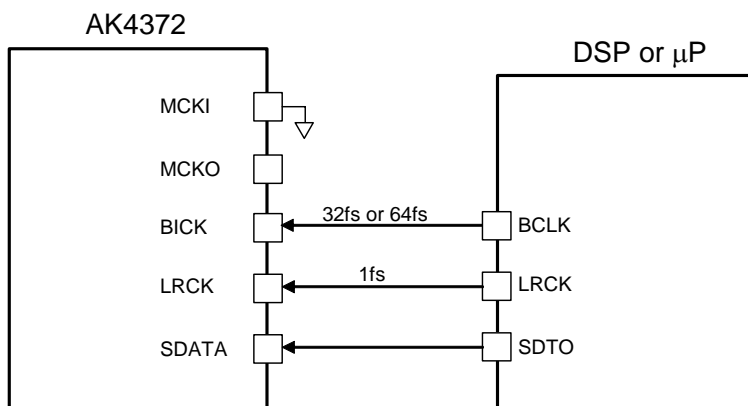 AK4372
DSP or μP
MCKI
MCKO
BICK
32fs or 64fs
BCLK
LRCK
1fs
LRCK
SDATA
SDTO